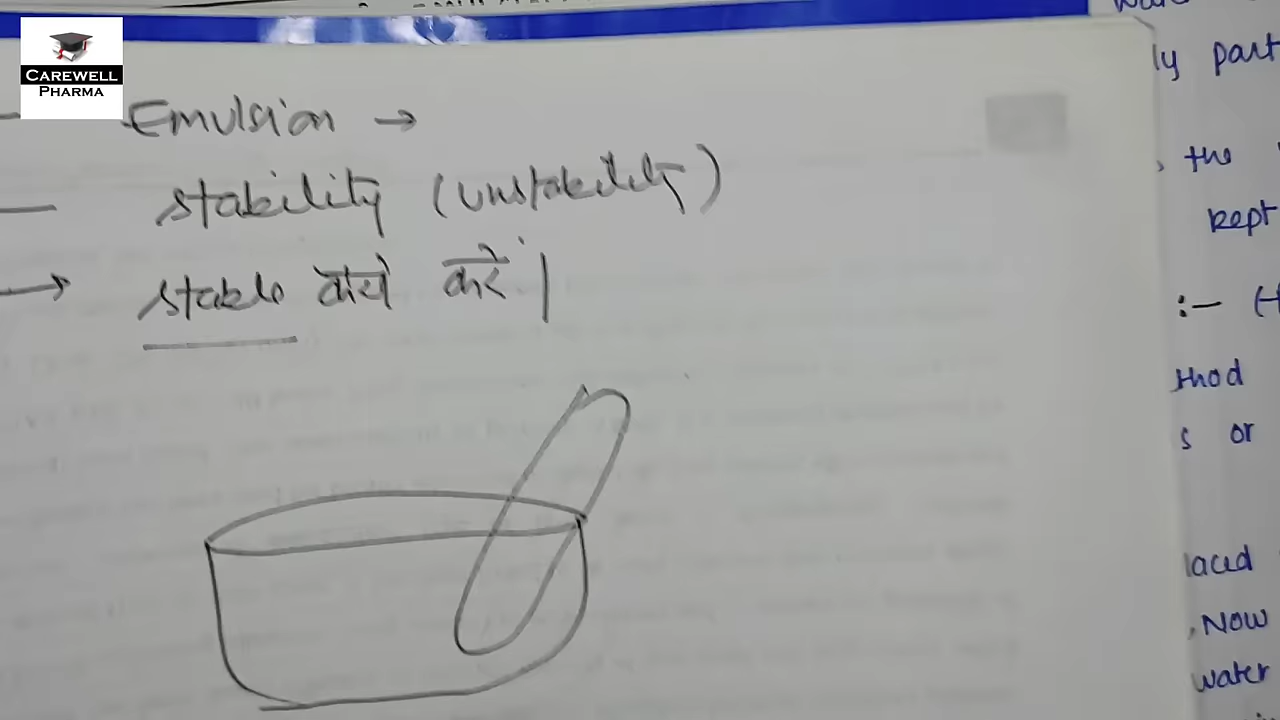 CAREWELL
PHARMA
Emulsion →
stability (unstability)
→ stable कैसे करें |
ly part
, the
kept
:-
thod
s or
laced
. Now
water